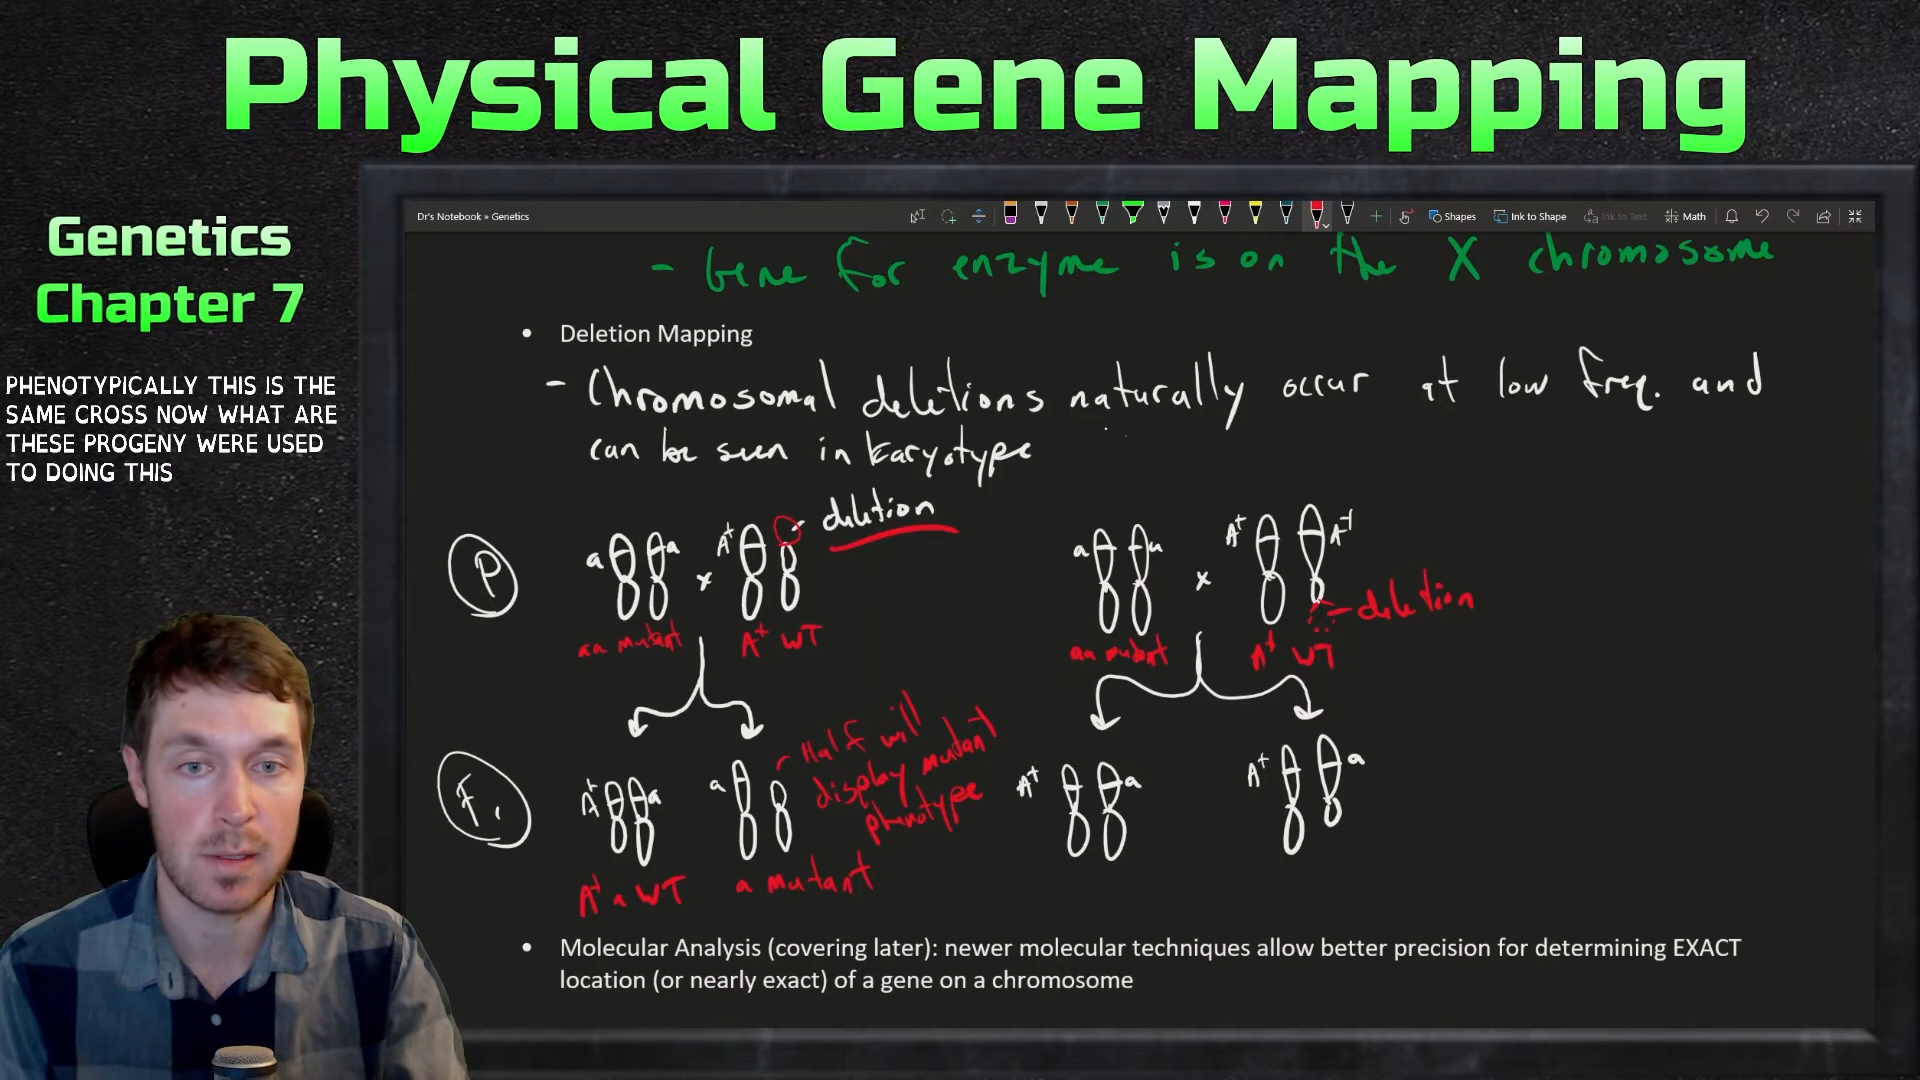 Physical Gene Mapping
Genetics
Chapter 7
PHENOTYPICALLY THIS IS THE
SAME CROSS NOW WHAT ARE
THESE PROGENY WERE USED
TO DOING THIS
Dr's Notebook » Genetics
Shapes
Ink to Shape
Ink to Text
Math
- Gene for enzyme is on the X chromosome
• Deletion Mapping
- Chromosomal deletions naturally occur at low freq. and
can be seen in karyotype
deletion
P
a a x A+
aa mutant A+ WT
a a x A+ A+
deletion
aa mutant A+ WT
F1
A+ a
a
Half will
display mutant
phenotype
A+ a WT
a mutant
A+ a
A+ a
• Molecular Analysis (covering later): newer molecular techniques allow better precision for determining EXACT
location (or nearly exact) of a gene on a chromosome